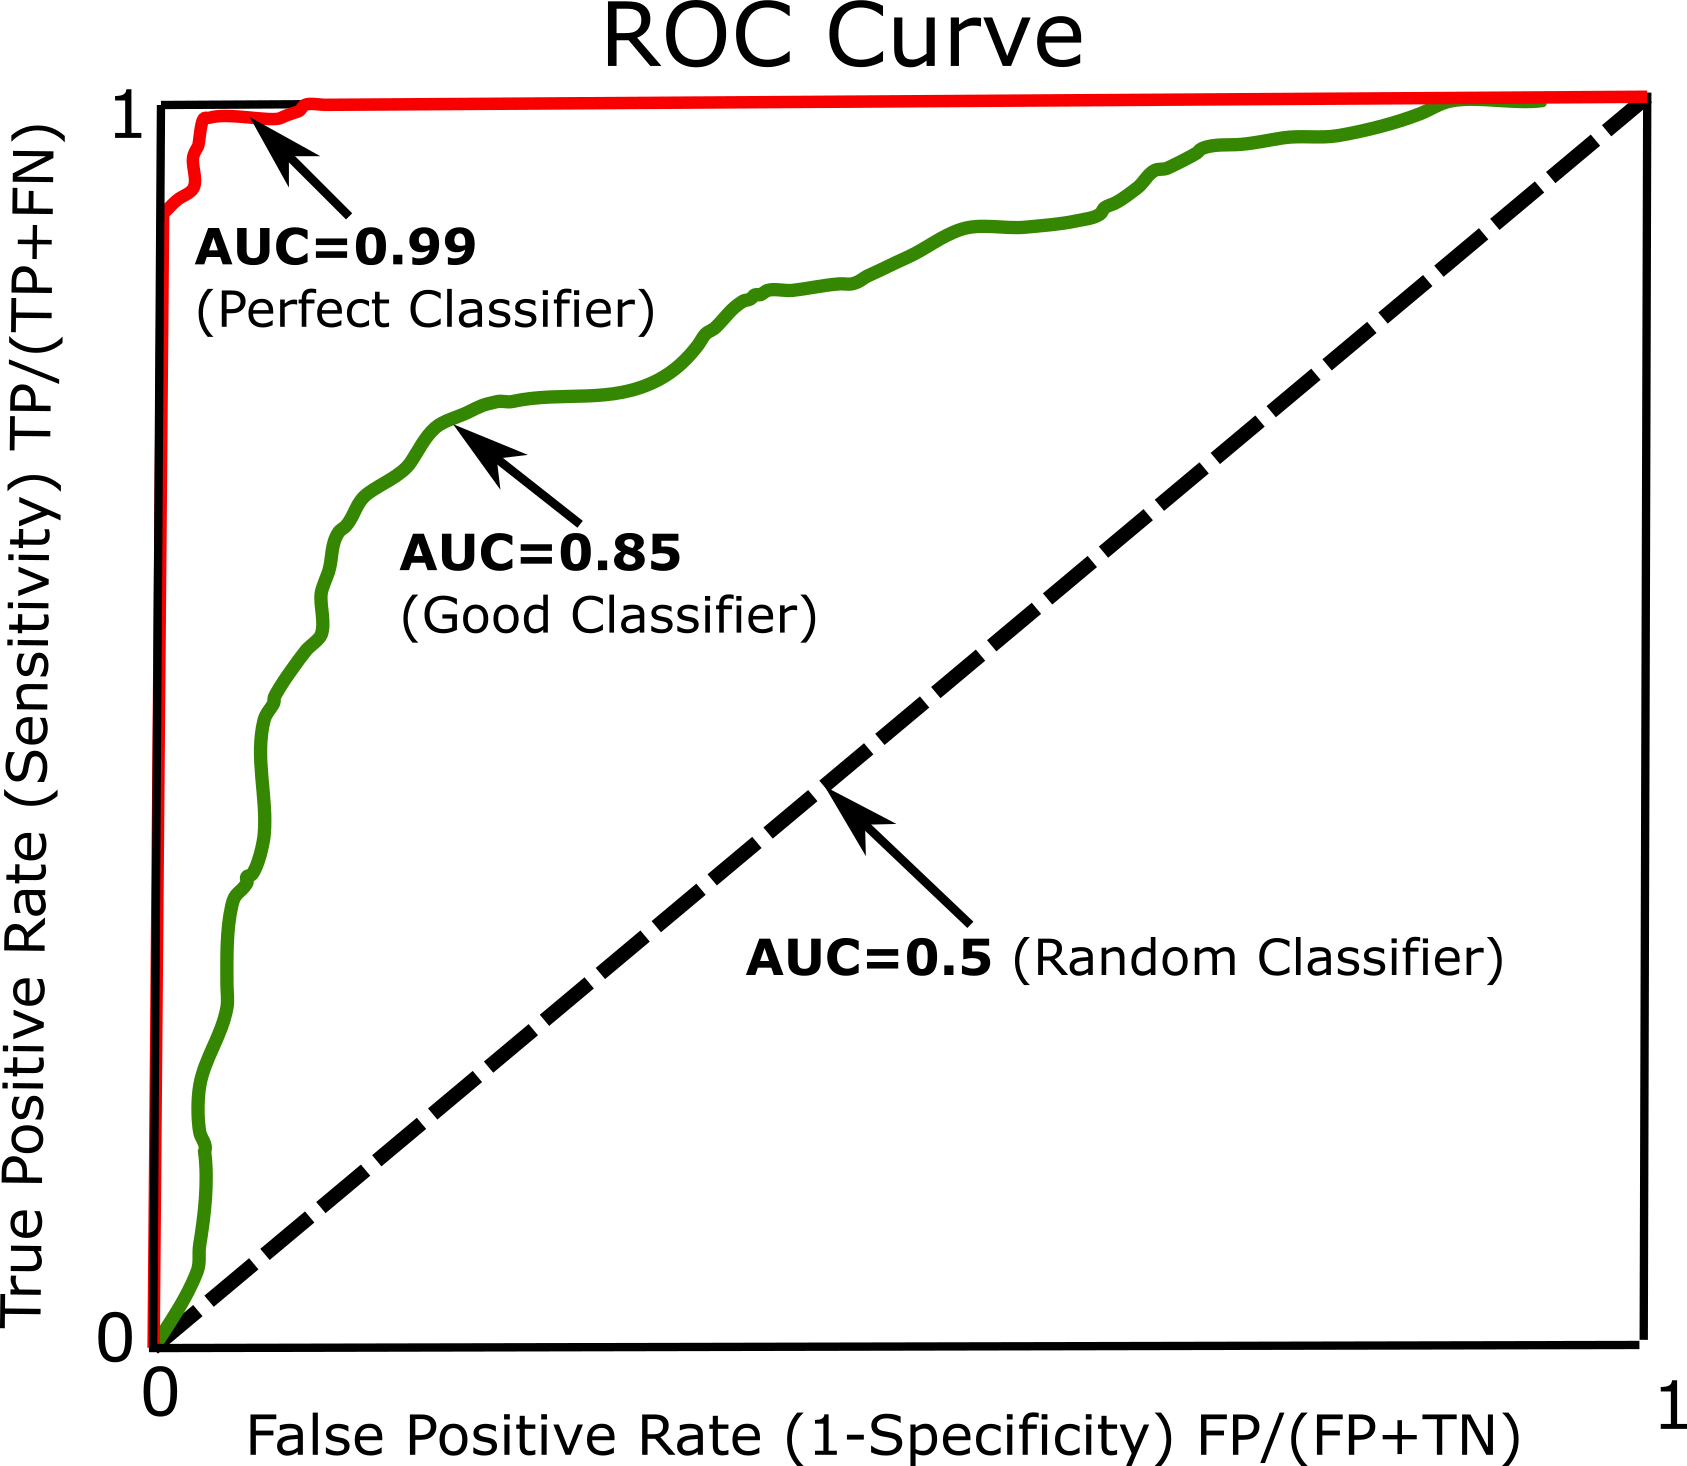 ROC Curve
1
True Positive Rate (Sensitivity) TP/(TP+FN)
AUC=0.99
(Perfect Classifier)
AUC=0.85
(Good Classifier)
AUC=0.5 (Random Classifier)
0
0
1
False Positive Rate (1-Specificity) FP/(FP+TN)